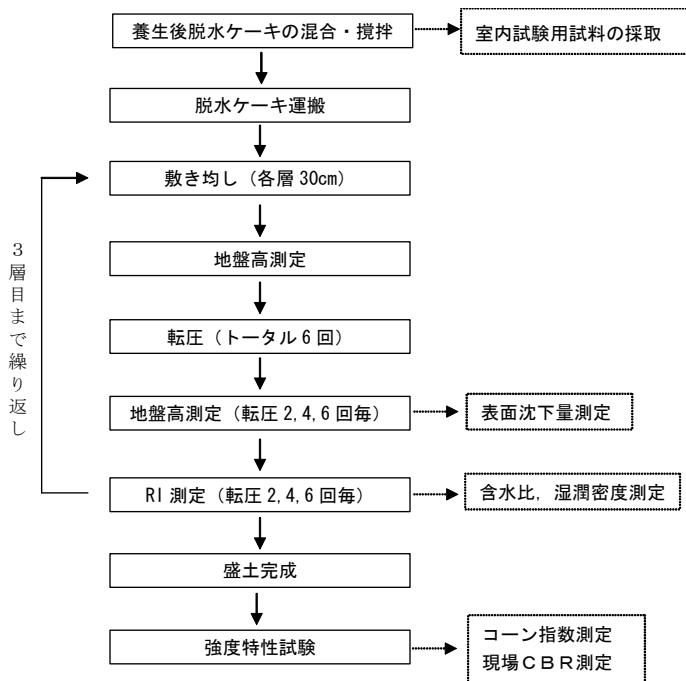 養生後脱水ケーキの混合・撹拌
室内試験用試料の採取
脱水ケーキ運搬
敷き均し（各層 30cm）
地盤高測定
転圧（トータル 6 回）
地盤高測定（転圧 2, 4, 6 回毎）
表面沈下量測定
RI 測定（転圧 2, 4, 6 回毎）
含水比，湿潤密度測定
３層目まで繰り返し
盛土完成
強度特性試験
コーン指数測定
現場ＣＢＲ測定